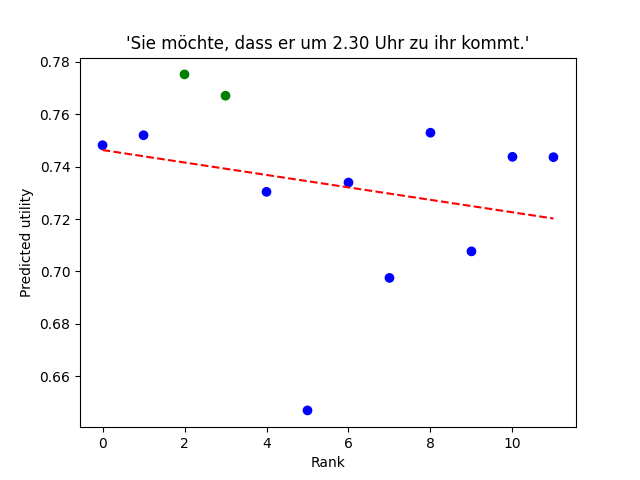 'Sie möchte, dass er um 2.30 Uhr zu ihr kommt.'
Predicted utility
0.78
0.76
0.74
0.72
0.70
0.68
0.66
0 2 4 6 8 10
Rank